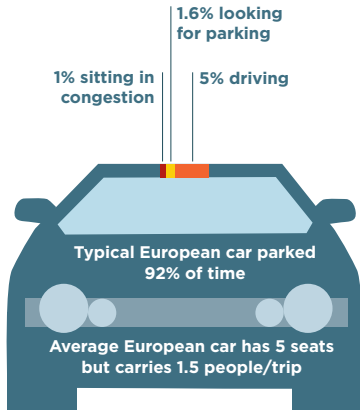 1.6% looking
for parking
1% sitting in
congestion
5% driving
Typical European car parked
92% of time
Average European car has 5 seats
but carries 1.5 people/trip